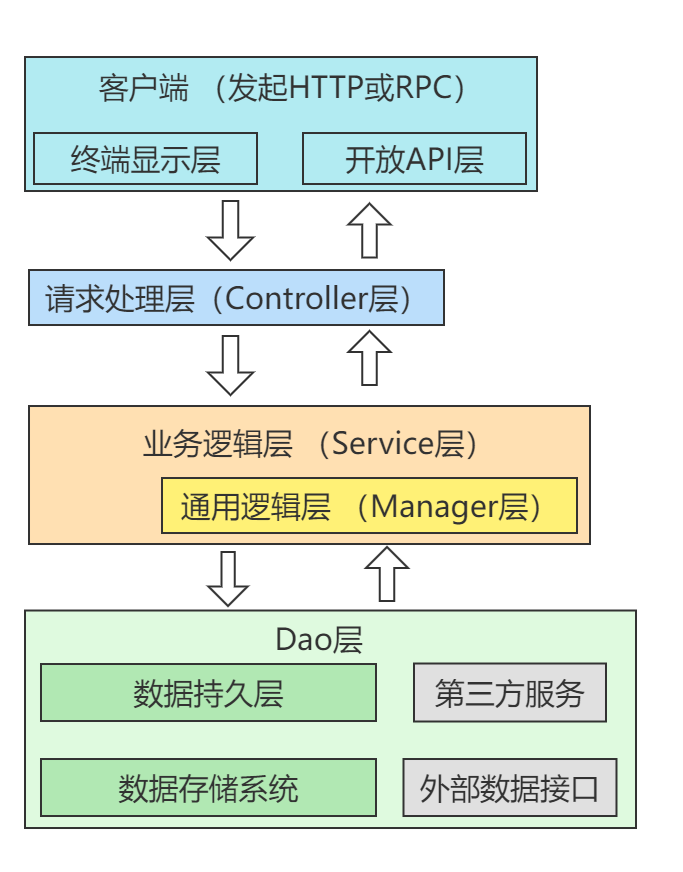 客户端 （发起HTTP或RPC）
终端显示层
开放API层
请求处理层（Controller层）
业务逻辑层 （Service层）
通用逻辑层 （Manager层）
Dao层
数据持久层
第三方服务
数据存储系统
外部数据接口